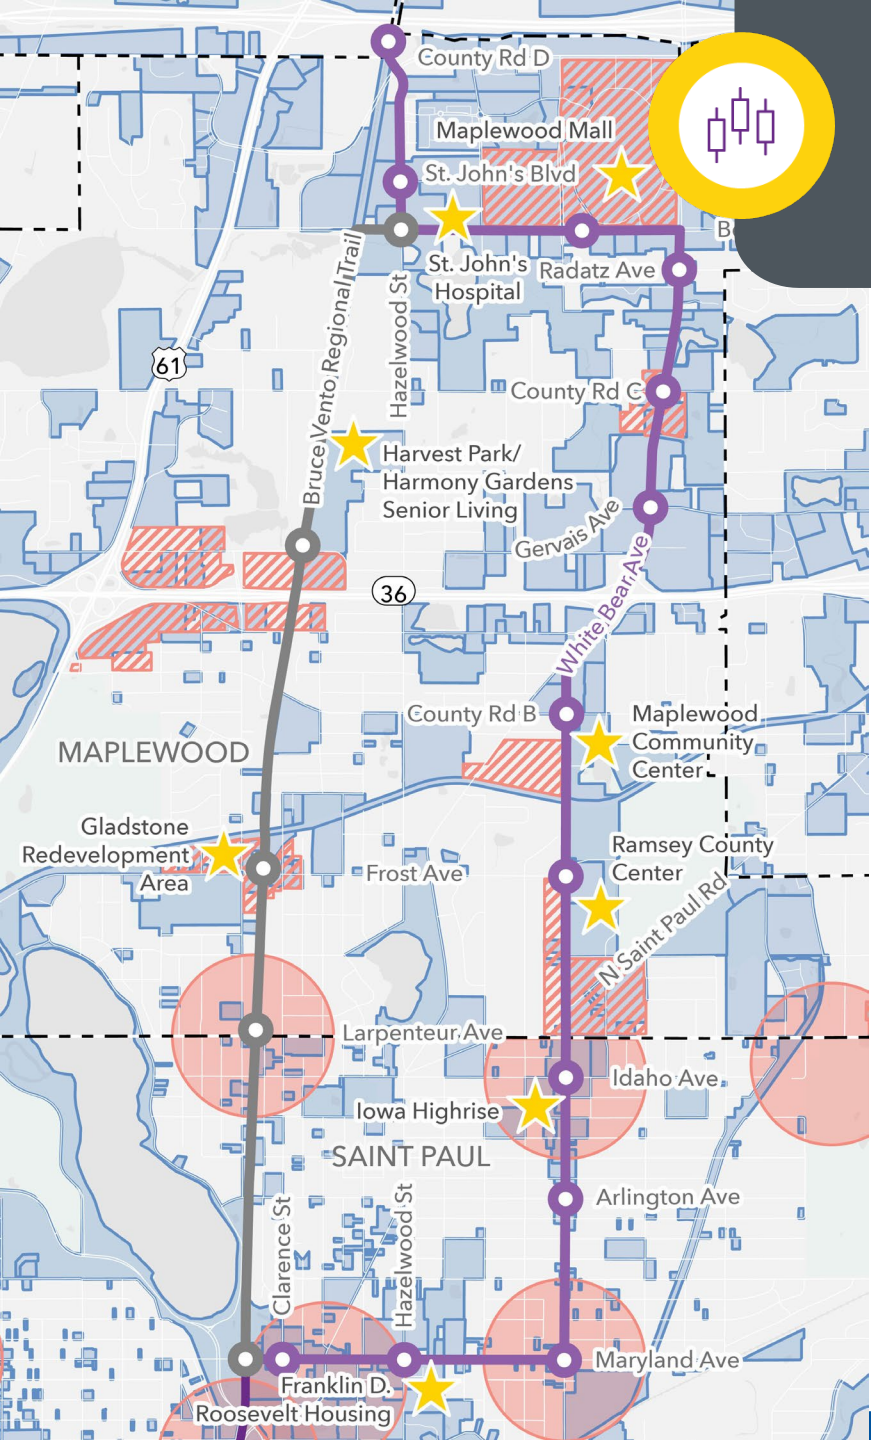 County Rd D
Maplewood Mall
St. John's Blvd
St. John's
Hospital
Radatz Ave
Bruce Vento Regional Trail
Hazelwood St
61
County Rd C
Harvest Park/
Harmony Gardens
Senior Living
Gervais Ave
36
White Bear Ave
County Rd B
Maplewood
Community
Center
MAPLEWOOD
Gladstone
Redevelopment
Area
Frost Ave
Ramsey County
Center
N Saint Paul Rd
Larpenteur Ave
Idaho Ave
Iowa Highrise
SAINT PAUL
Arlington Ave
Clarence St
Hazelwood St
Maryland Ave
Franklin D.
Roosevelt Housing